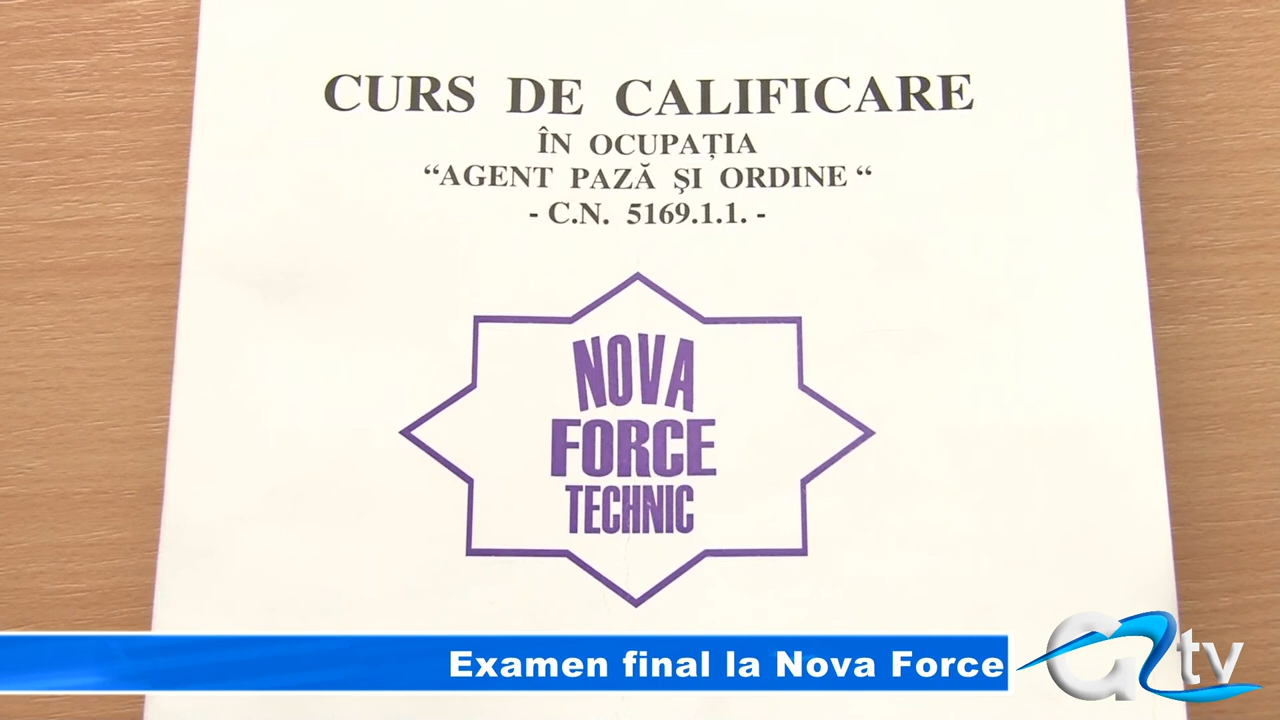 CURS DE CALIFICARE
ÎN OCUPAȚIA
“AGENT PAZĂ ŞI ORDINE “
- C.N. 5169.1.1. -
NOVA
FORCE
TECHNIC
Examen final la Nova Force
tv